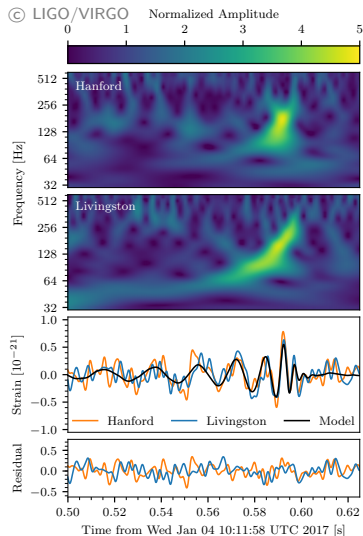 © LIGO/VIRGO
Normalized Amplitude
0 1 2 3 4 5
Hanford
512
256
128
64
32
Frequency [Hz]
Livingston
512
256
128
64
32
Strain [10⁻²¹]
1.0
0.5
0.0
−0.5
−1.0
Hanford Livingston Model
Residual
0.5
0.0
−0.5
0.50 0.52 0.54 0.56 0.58 0.60 0.62
Time from Wed Jan 04 10:11:58 UTC 2017 [s]